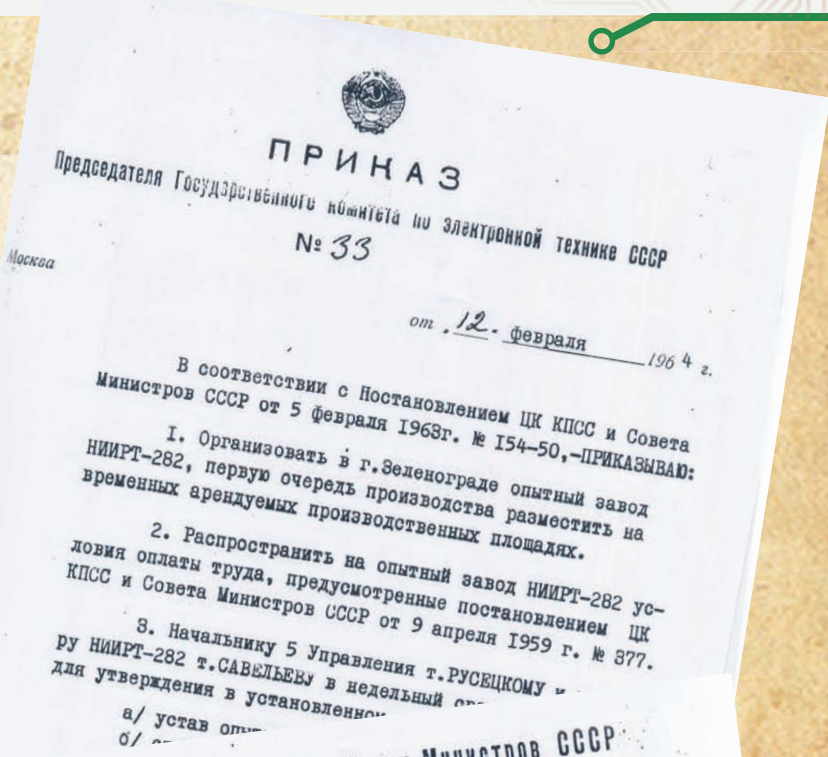 ПРИКАЗ
Председателя Государственного комитета по электронной технике СССР
№ 33
Москва
от „12. февраля 1964 г.
В соответствии с Постановлением ЦК КПСС и Совета
Министров СССР от 5 февраля 1963г. № 154-50,-ПРИКАЗЫВАЮ:
I. Организовать в г.Зеленограде опытный завод
НИИРТ-282, первую очередь производства разместить на
временных арендуемых производственных площадях.
2. Распространить на опытный завод НИИРТ-282 ус-
ловия оплаты труда, предусмотренные постановлением ЦК
КПСС и Совета Министров СССР от 9 апреля 1959 г. № 377.
3. Начальнику 5 Управления т.РУСЕЦКОМУ и
ру НИИРТ-282 т.САВЕЛЬЕВУ в недельный
для утверждения в
а/ устав
б/
Министров СССР